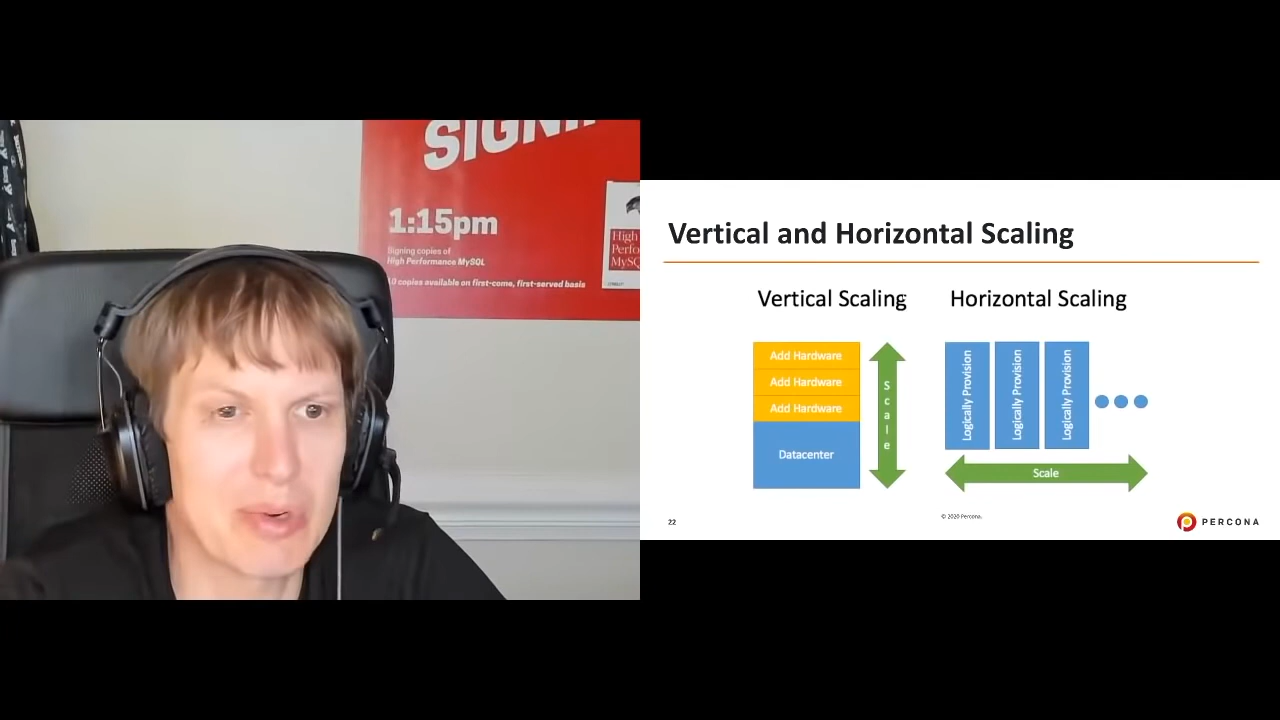 SIGNI
1:15pm
Signing copies of
High Performance MySQL
10 copies available on first-come, first-served basis
High
Perfo
MySQ
Vertical and Horizontal Scaling
Vertical Scaling
Horizontal Scaling
Add Hardware
Add Hardware
Add Hardware
Datacenter
Scale
Logically Provision
Logically Provision
Logically Provision
Scale
© 2020 Percona.
22
PERCONA